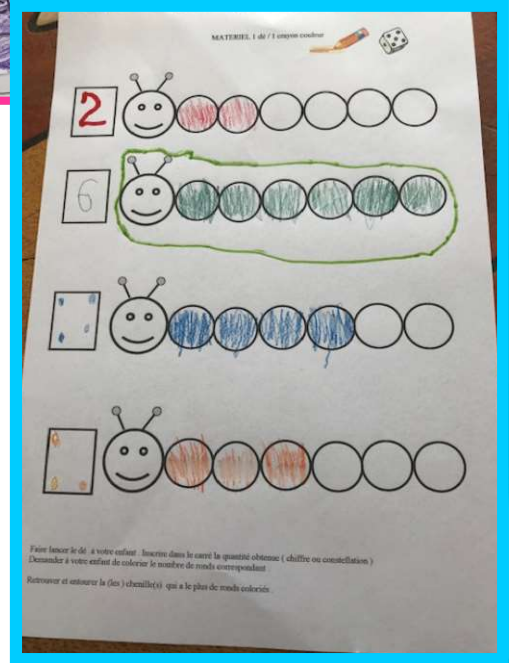 MATERIEL 1 dé / 1 crayon couleur
2
6
Faire lancer le dé à votre enfant . Inscrire dans le carré la quantité obtenue ( chiffre ou constellation )
Demander à votre enfant de colorier le nombre de ronds correspondant
Retrouver et entourer la (les ) chenille(s) qui a le plus de ronds coloriés .